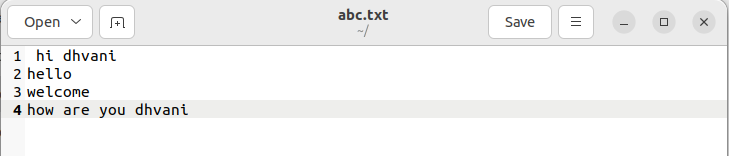 Open
abc.txt
~/
Save
1  hi dhvani
2 hello
3 welcome
4 how are you dhvani